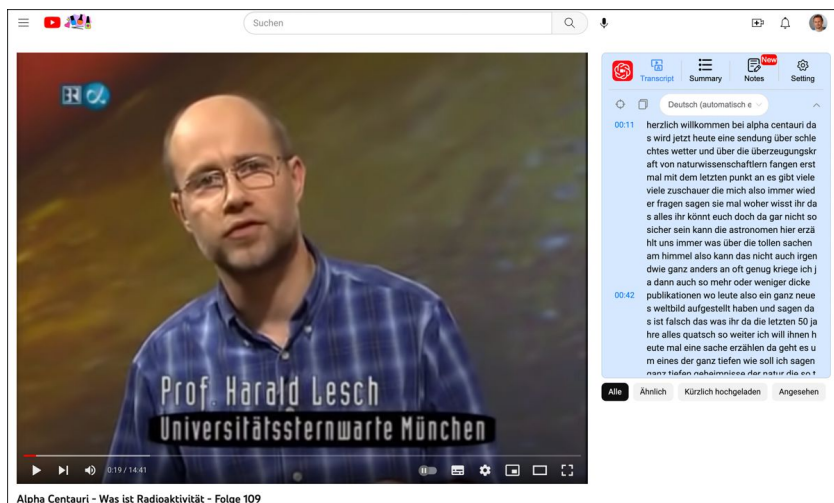 Suchen
BR α
Prof. Harald Lesch
Universitätssternwarte München
0:19 / 14:41
Alpha Centauri - Was ist Radioaktivität - Folge 109
Transcript
Summary
New
Notes
Setting
Deutsch (automatisch e
00:11
herzlich willkommen bei alpha centauri da
s wird jetzt heute eine sendung über schle
chtes wetter und über die überzeugungskr
aft von naturwissenschaftlern fangen erst
mal mit dem letzten punkt an es gibt viele
viele zuschauer die mich also immer wied
er fragen sagen sie mal woher wisst ihr da
s alles ihr könnt euch doch da gar nicht so
sicher sein kann die astronomen hier erzä
hlt uns immer was über die tollen sachen
am himmel also kann das nicht auch irgen
dwie ganz anders an oft genug kriege ich j
a dann auch so mehr oder weniger dicke
00:42
publikationen wo leute also ein ganz neue
s weltbild aufgestellt haben und sagen da
s ist falsch das was ihr da die letzten 50 ja
hre alles quatsch so weiter ich will ihnen h
eute mal eine sache erzählen da geht es u
m eines der ganz tiefen wie soll ich sagen
ganz tiefen geheimnisse der natur die so t
Alle
Ähnlich
Kürzlich hochgeladen
Angesehen